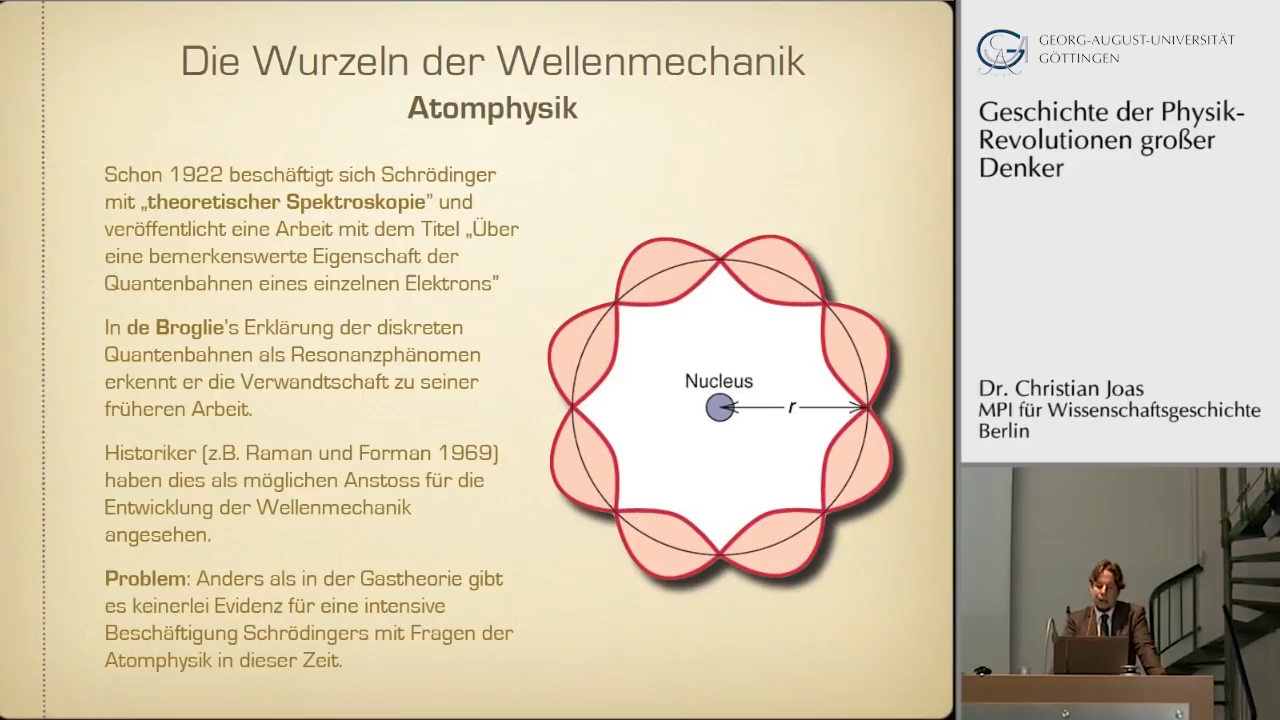 Die Wurzeln der Wellenmechanik
Atomphysik
Schon 1922 beschäftigt sich Schrödinger
mit „theoretischer Spektroskopie” und
veröffentlicht eine Arbeit mit dem Titel „Über
eine bemerkenswerte Eigenschaft der
Quantenbahnen eines einzelnen Elektrons”
In de Broglie's Erklärung der diskreten
Quantenbahnen als Resonanzphänomen
erkennt er die Verwandtschaft zu seiner
früheren Arbeit.
Historiker (z.B. Raman und Forman 1969)
haben dies als möglichen Anstoss für die
Entwicklung der Wellenmechanik
angesehen.
Problem: Anders als in der Gastheorie gibt
es keinerlei Evidenz für eine intensive
Beschäftigung Schrödingers mit Fragen der
Atomphysik in dieser Zeit.
Nucleus
r
GEORG-AUGUST-UNIVERSITÄT
GÖTTINGEN
Geschichte der Physik-
Revolutionen großer
Denker
Dr. Christian Joas
MPI für Wissenschaftsgeschichte
Berlin